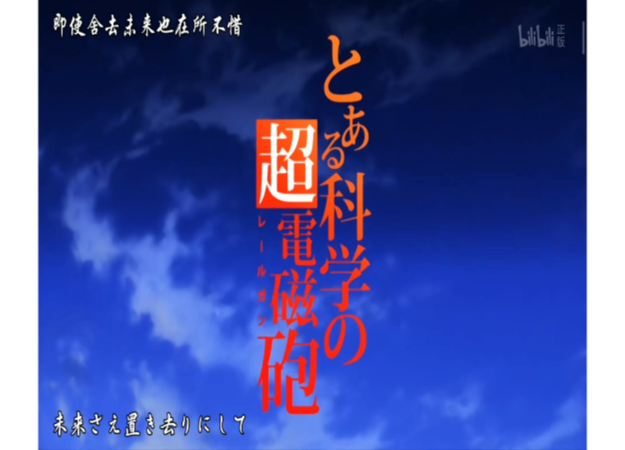 即使舍去未来也在所不惜
bilibili 正版
とある科学の
超電磁砲
レールガン
未来さえ置き去りにして